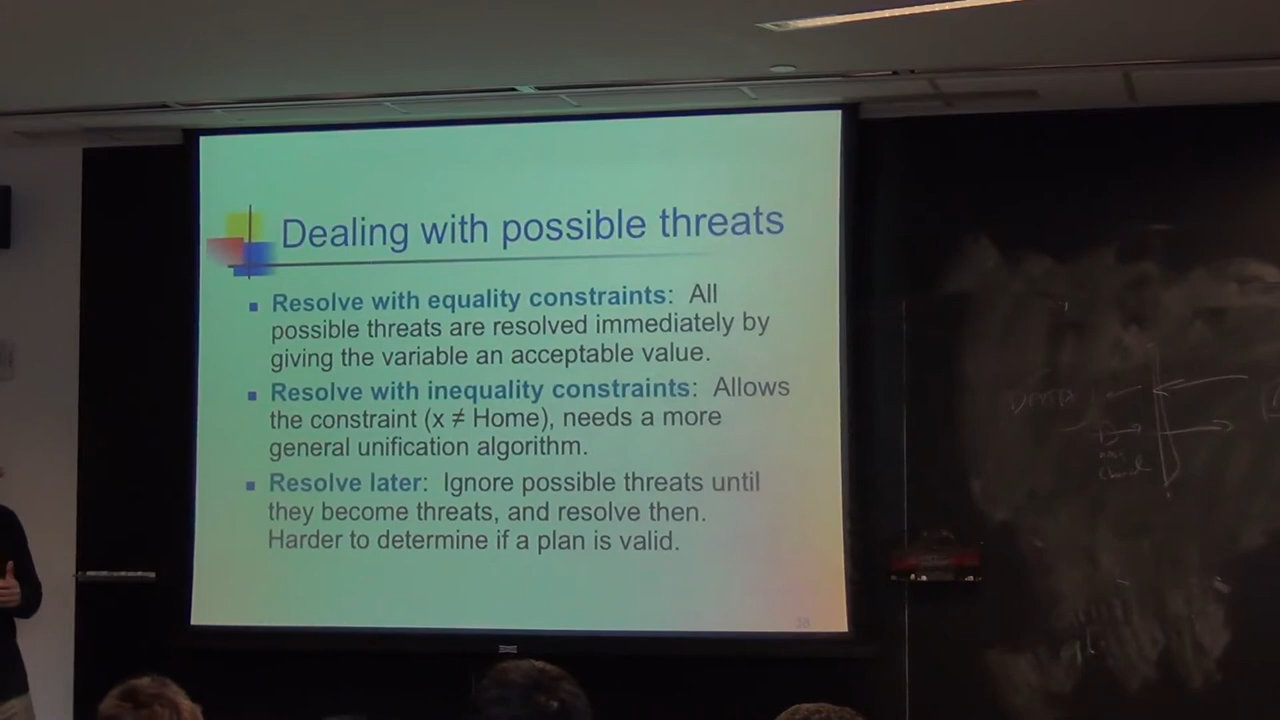 Dealing with possible threats
Resolve with equality constraints: All
possible threats are resolved immediately by
giving the variable an acceptable value.
Resolve with inequality constraints: Allows
the constraint (x ≠ Home), needs a more
general unification algorithm.
Resolve later: Ignore possible threats until
they become threats, and resolve then.
Harder to determine if a plan is valid.
38